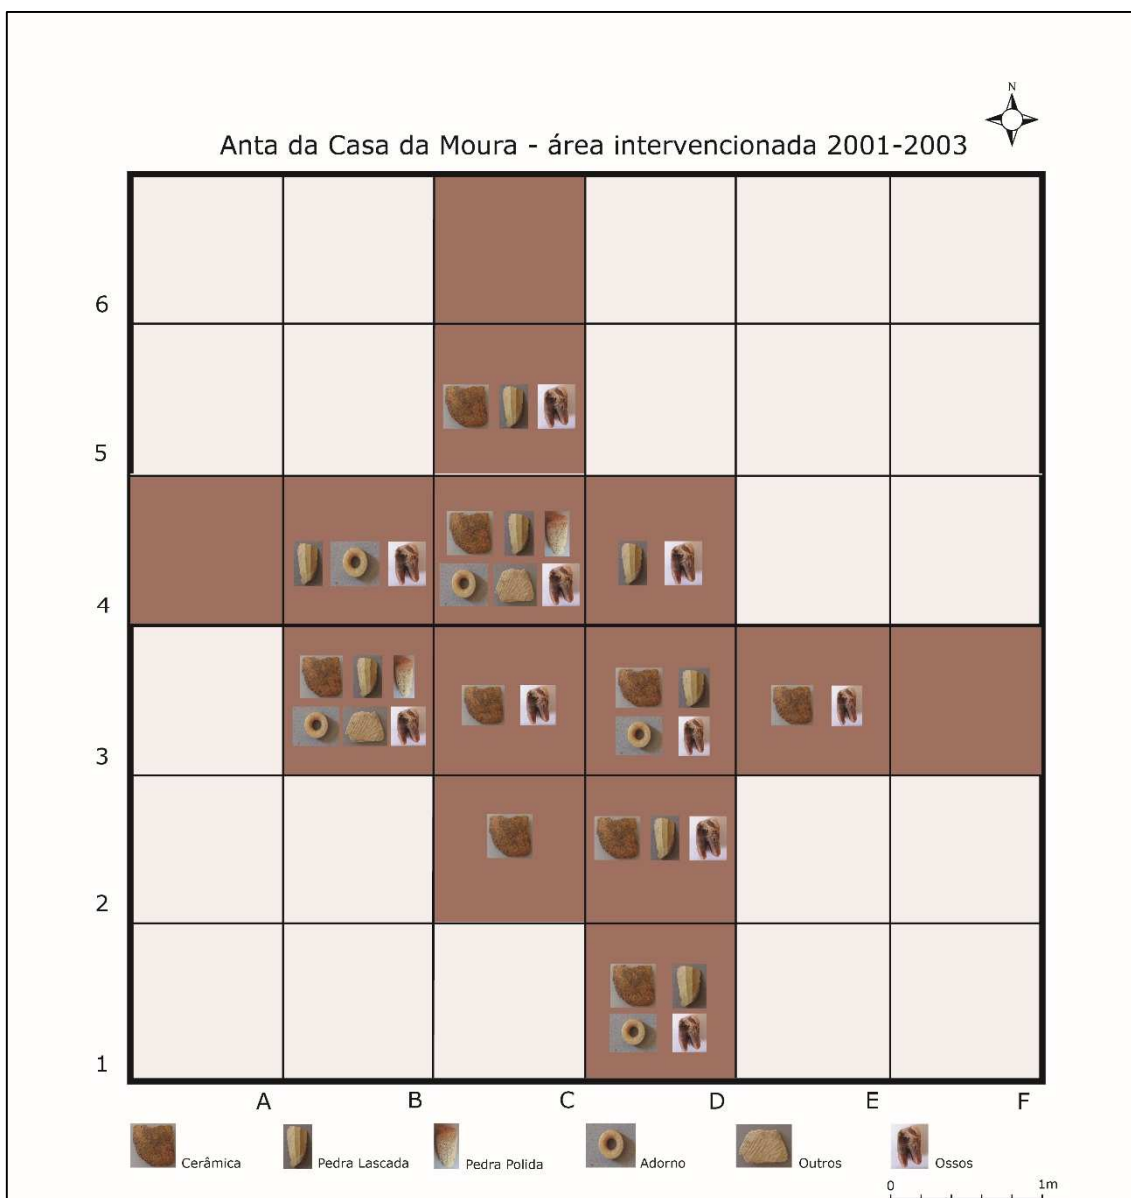 N
Anta da Casa da Moura - área intervencionada 2001-2003
6
5
4
3
2
1
A B C D E F
Cerâmica Pedra Lascada Pedra Polida Adorno Outros Ossos
0 1m